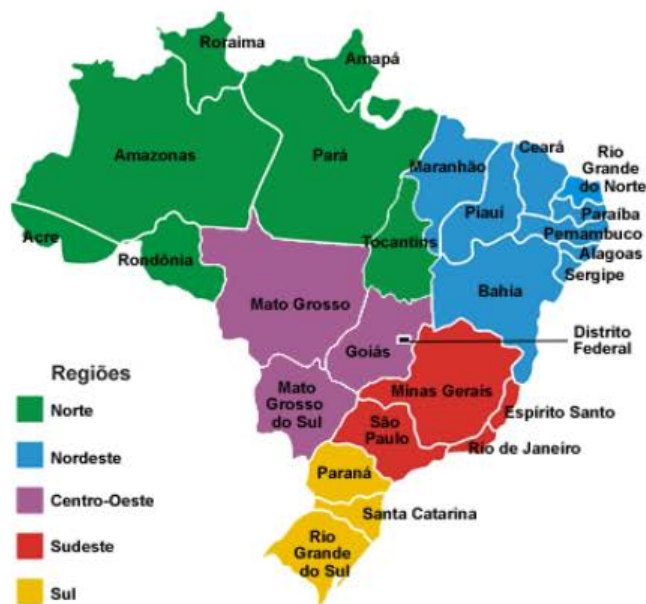 Roraima
Amapá
Amazonas
Pará
Maranhão
Ceará
Rio
Grande
do Norte
Piauí
Paraíba
Pernambuco
Alagoas
Sergipe
Acre
Rondônia
Tocantins
Bahia
Mato Grosso
Goiás
Distrito
Federal
Mato
Grosso
do Sul
Minas Gerais
Espírito Santo
São
Paulo
Rio de Janeiro
Paraná
Santa Catarina
Rio
Grande
do Sul
Regiões
Norte
Nordeste
Centro-Oeste
Sudeste
Sul